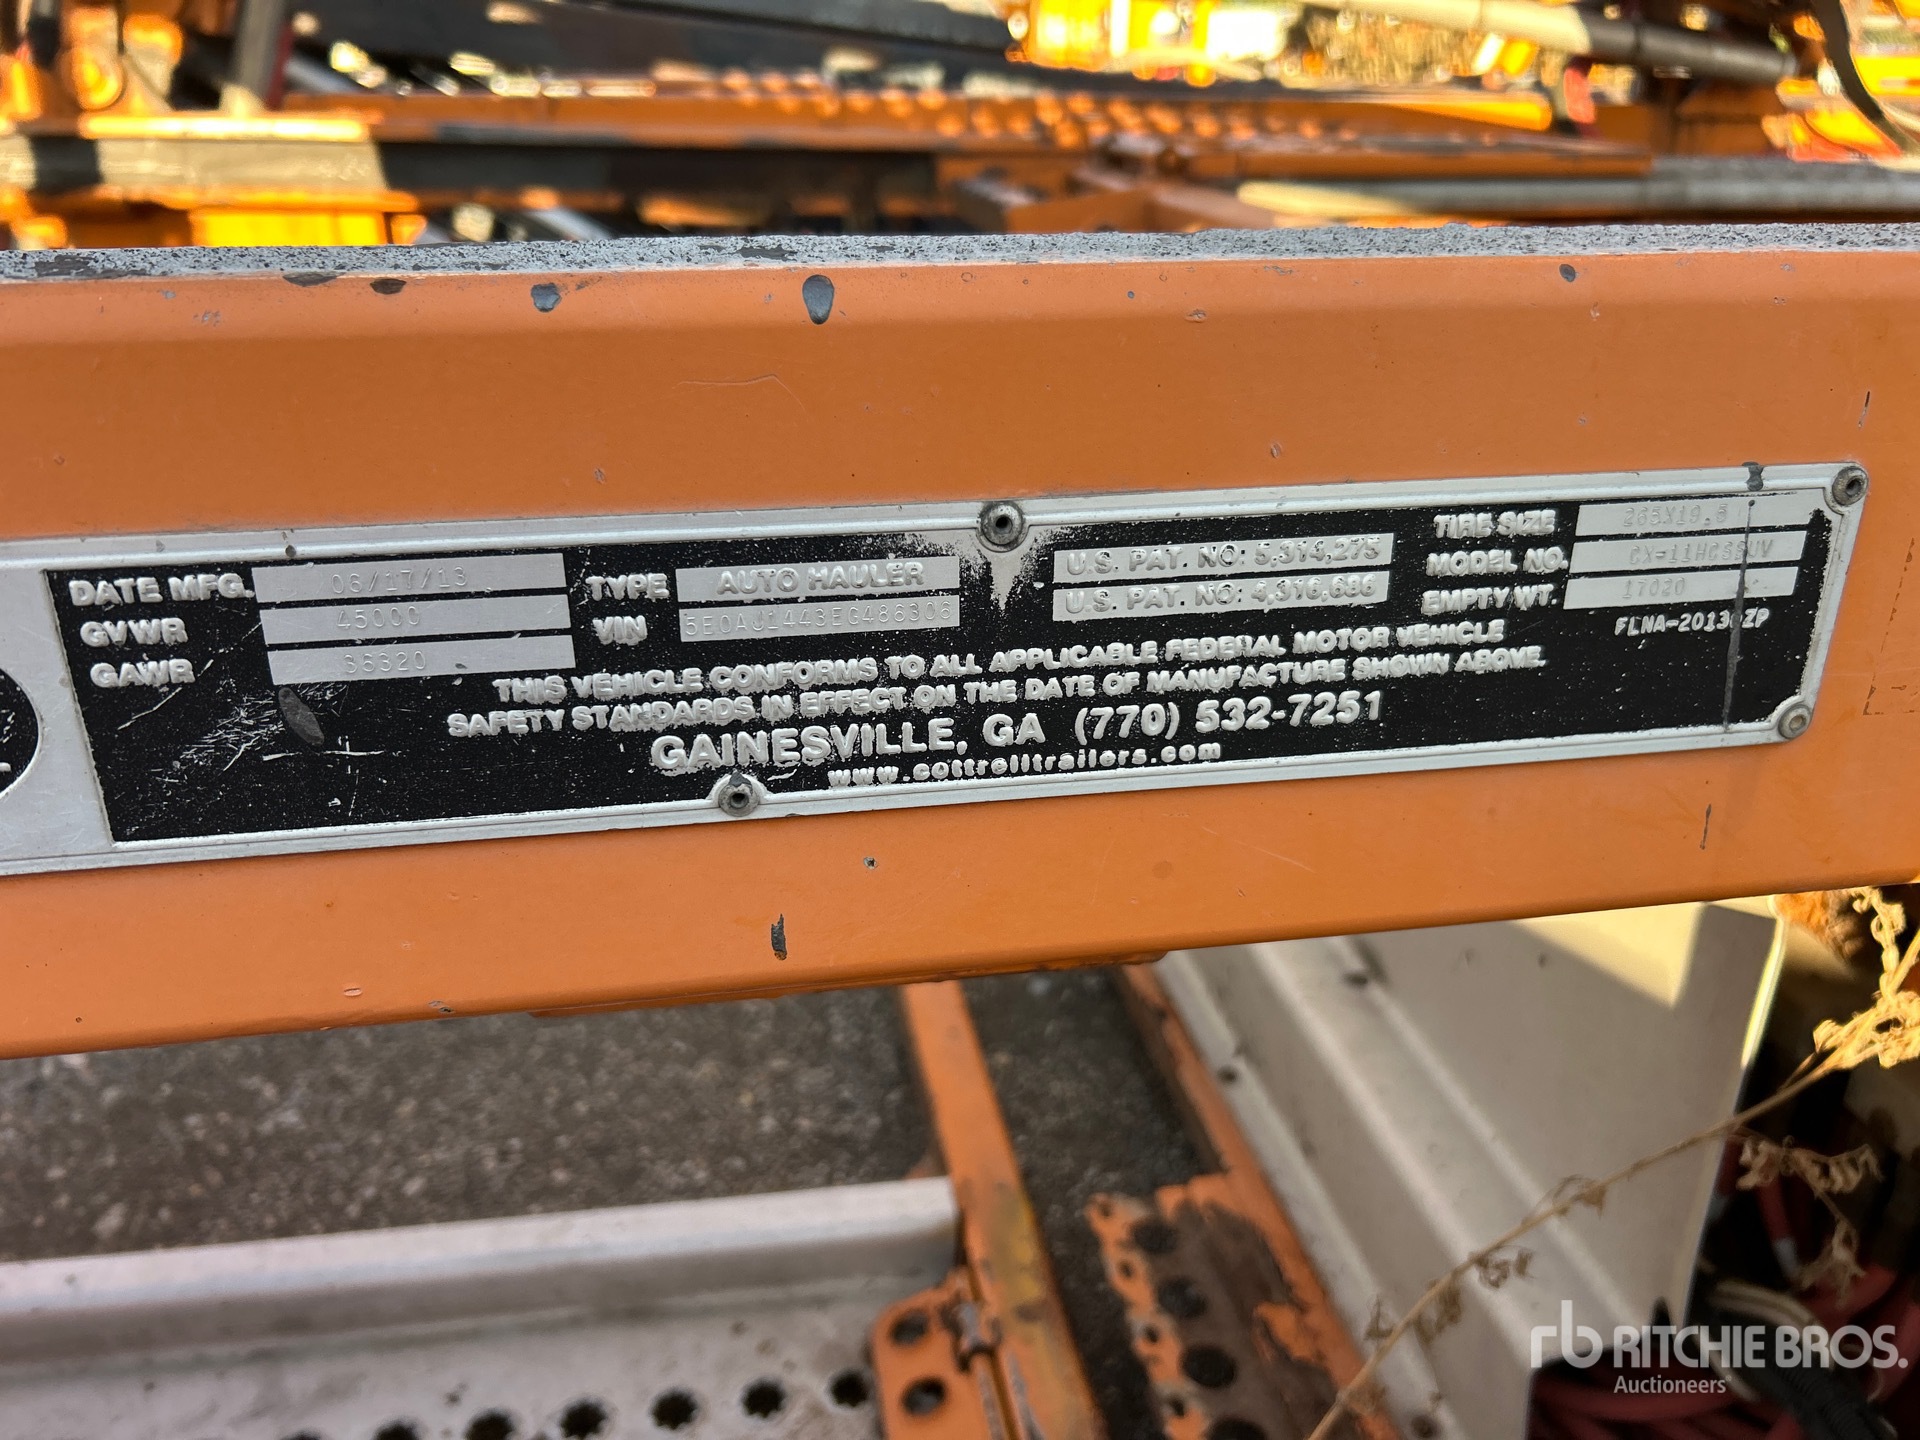 DATE MFG. 06/17/13
GVWR 45000
GAWR 36320
TYPE AUTO HAULER
VIN 5E0AU1443EG486306
U.S. PAT. NO: 5,314,275
U.S. PAT. NO: 4,316,686
TIRE SIZE 265X19.5
MODEL NO. CX-11HCSSUV
EMPTY WT. 17020
THIS VEHICLE CONFORMS TO ALL APPLICABLE FEDERAL MOTOR VEHICLE
SAFETY STANDARDS IN EFFECT ON THE DATE OF MANUFACTURE SHOWN ABOVE.
GAINESVILLE, GA (770) 532-7251
www.cottrelltrailers.com
rb RITCHIE BROS.
Auctioneers